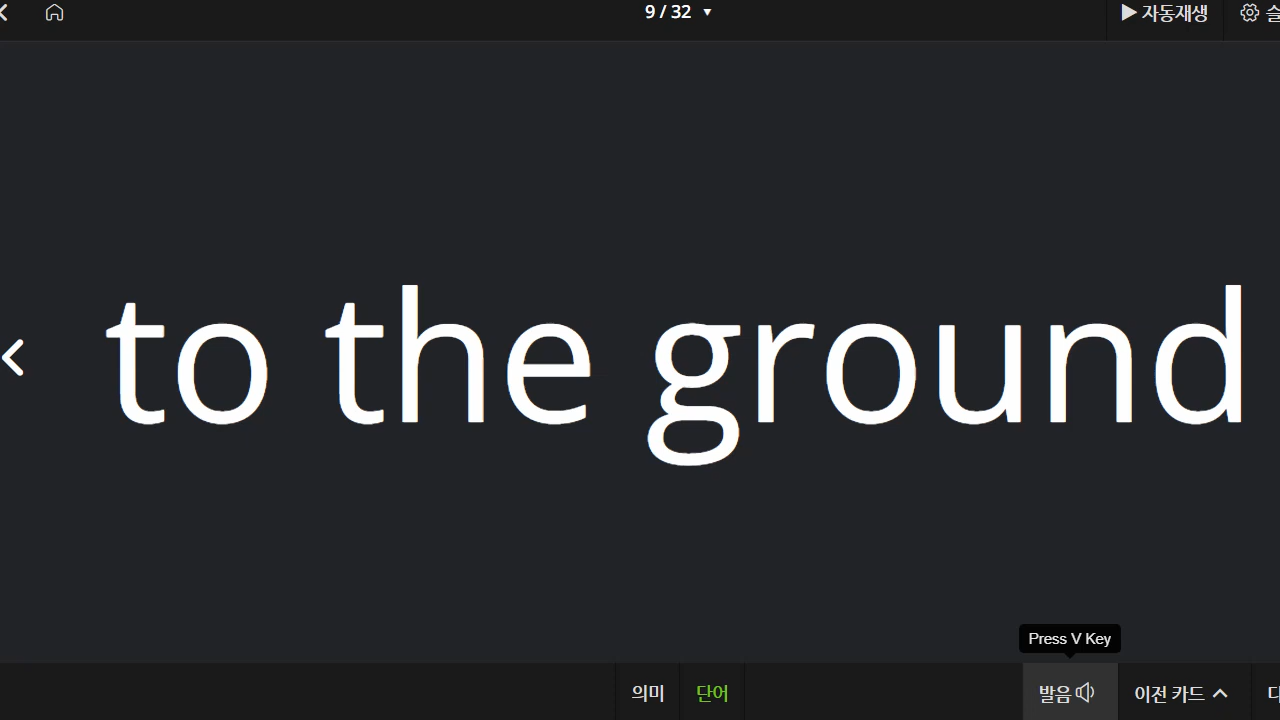 9 / 32 ▼
▶ 자동재생
to the ground
Press V Key
의미
단어
발음
이전 카드